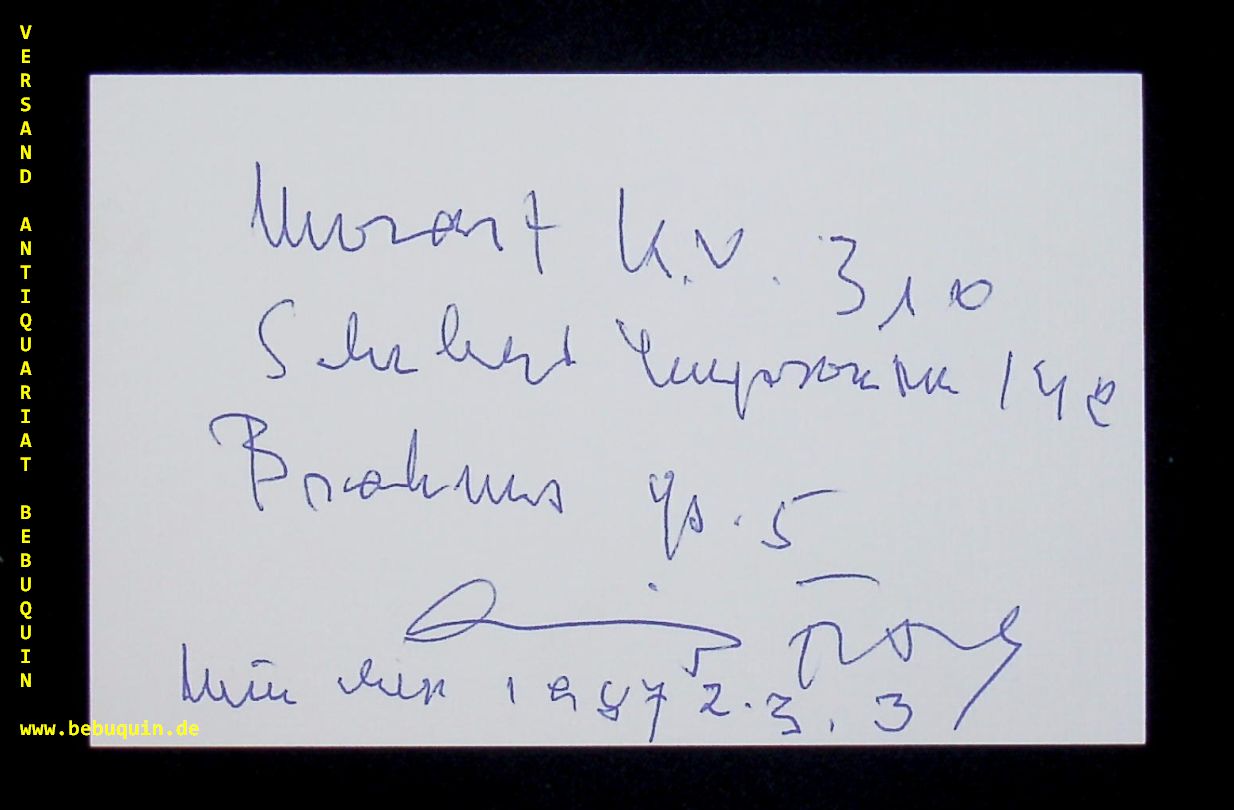 VERSAND ANTIQUARIAT BEBUQUIN
www.bebuquin.de
Mozart K.V. 310
Schubert Impromptu 142
Brahms op. 5
München 1987 2.3. 3